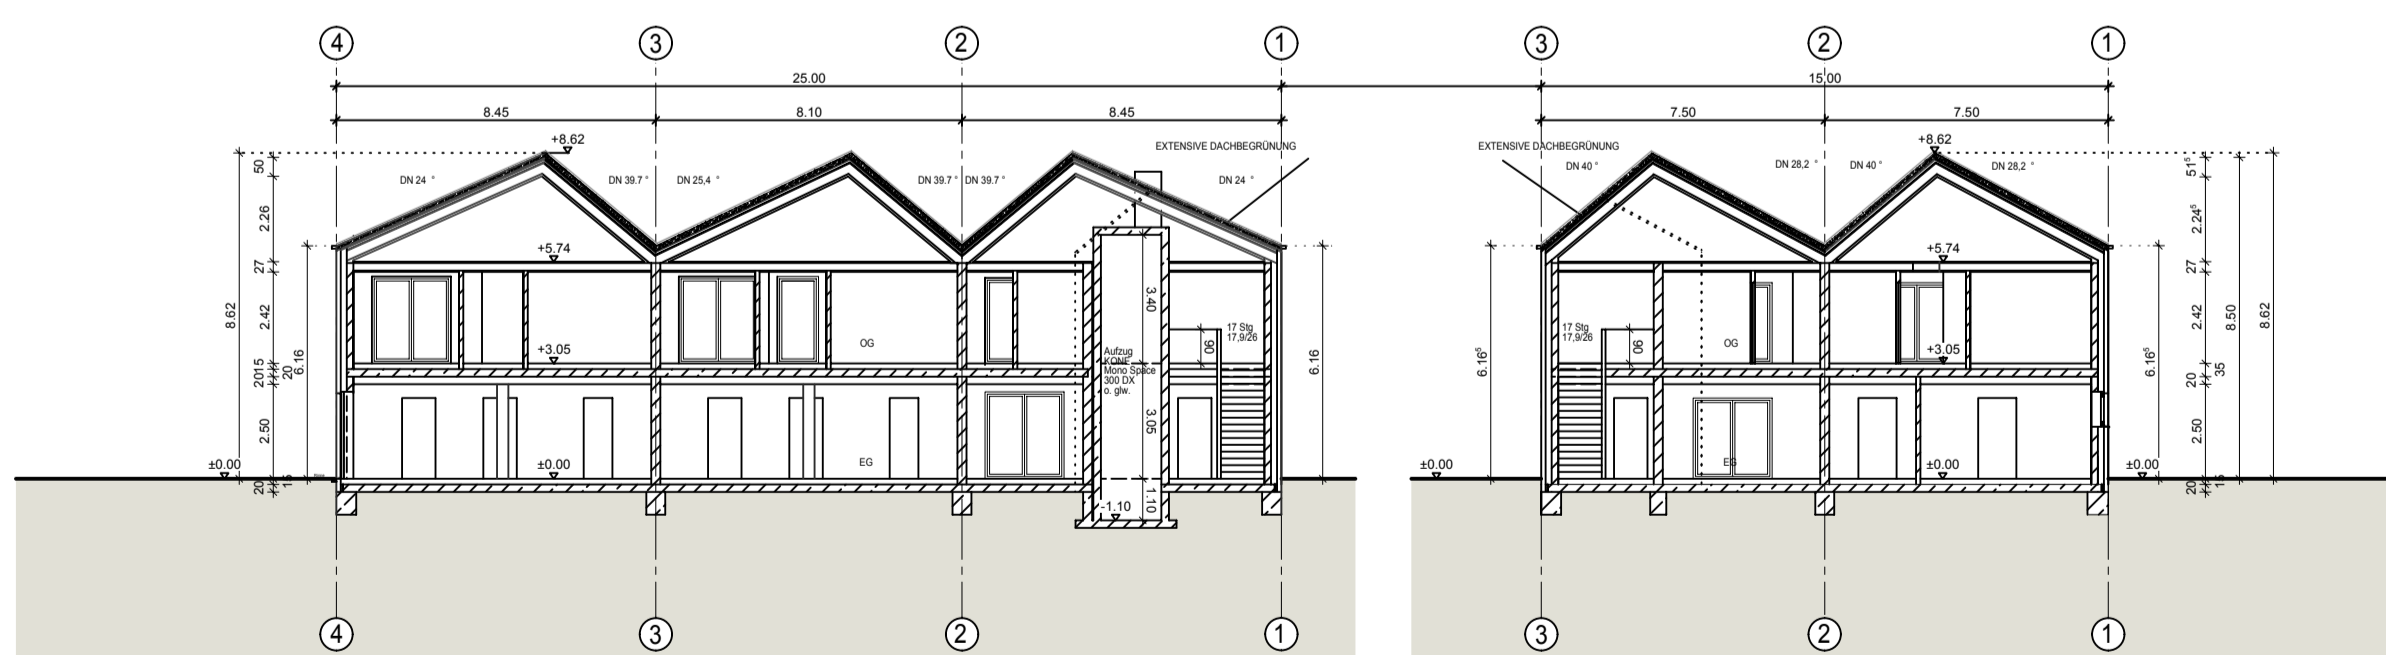 4 3 2 1 3 2 1
25.00 15.00
8.45 8.10 8.45 7.50 7.50
+8.62 +8.62
EXTENSIVE DACHBEGRÜNUNG EXTENSIVE DACHBEGRÜNUNG
DN 24 ° DN 39.7 ° DN 25,4 ° DN 39.7 ° DN 39.7 ° DN 24 ° DN 40 ° DN 28,2 ° DN 40 ° DN 28,2 °
50
2.26
27
2.42
15
20
2.50
15
20
8.62
6.16
20
+5.74
+3.05
OG
±0.00
±0.00
EG
3.40
Aufzug
KONE
Mono Space
300 DX
o. glw.
3.05
1.10
-1.10
90
17 Stg
17,9/26
6.16
6.16⁵
17 Stg
17,9/26
90
OG
EG
+5.74
+3.05
±0.00
±0.00
±0.00
6.16⁵
51⁵
2.24⁵
27
2.42
35
20
2.50
15
20
8.50
8.62
4 3 2 1 3 2 1